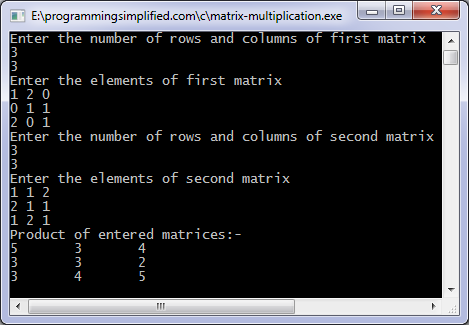 E:\programmingsimplified.com\c\matrix-multiplication.exe
Enter the number of rows and columns of first matrix
3
3
Enter the elements of first matrix
1 2 0
0 1 1
2 0 1
Enter the number of rows and columns of second matrix
3
3
Enter the elements of second matrix
1 1 2
2 1 1
1 2 1
Product of entered matrices:-
5 3 4
3 3 2
3 4 5